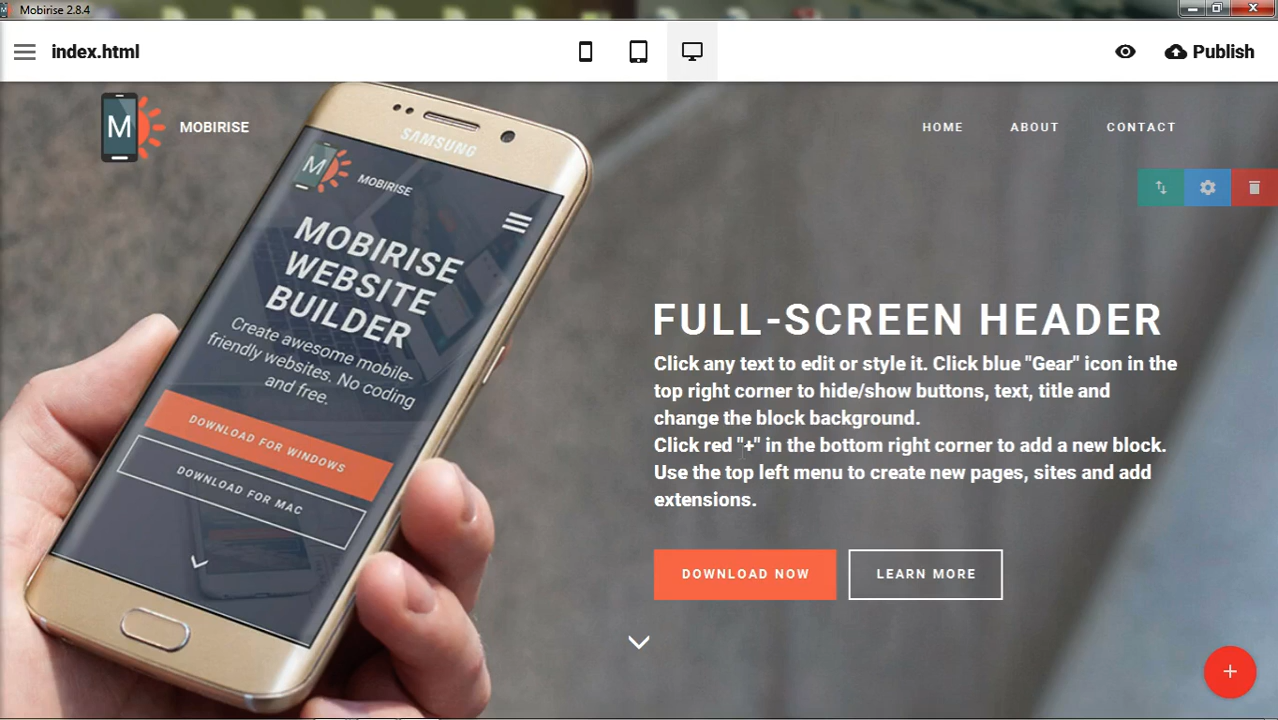 Mobirise 2.8.4
index.html
Publish
M
MOBIRISE
HOME
ABOUT
CONTACT
SAMSUNG
M
MOBIRISE
MOBIRISE
WEBSITE
BUILDER
Create awesome mobile-
friendly websites. No coding
and free.
DOWNLOAD FOR WINDOWS
DOWNLOAD FOR MAC
FULL-SCREEN HEADER
Click any text to edit or style it. Click blue "Gear" icon in the
top right corner to hide/show buttons, text, title and
change the block background.
Click red "+" in the bottom right corner to add a new block.
Use the top left menu to create new pages, sites and add
extensions.
DOWNLOAD NOW
LEARN MORE
+